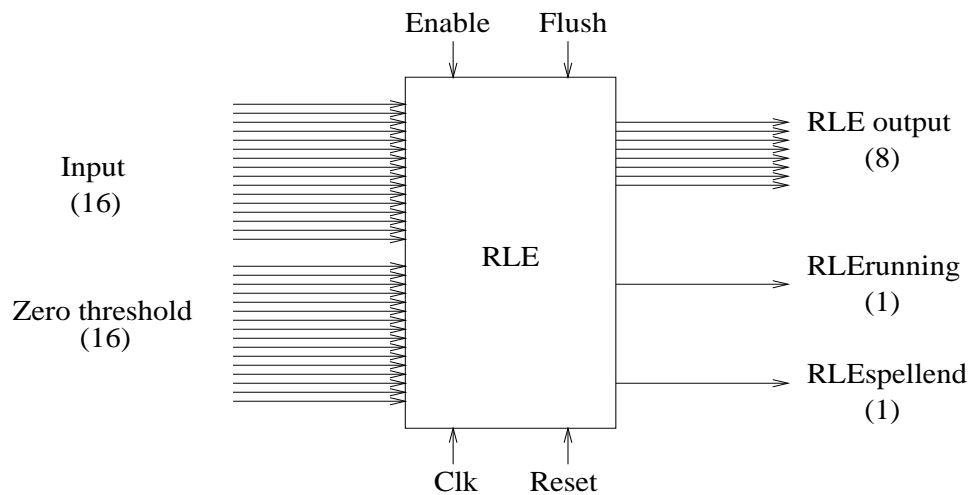 Enable
Flush
Input
(16)
Zero threshold
(16)
RLE
RLE output
(8)
RLErunning
(1)
RLEspellend
(1)
Clk
Reset